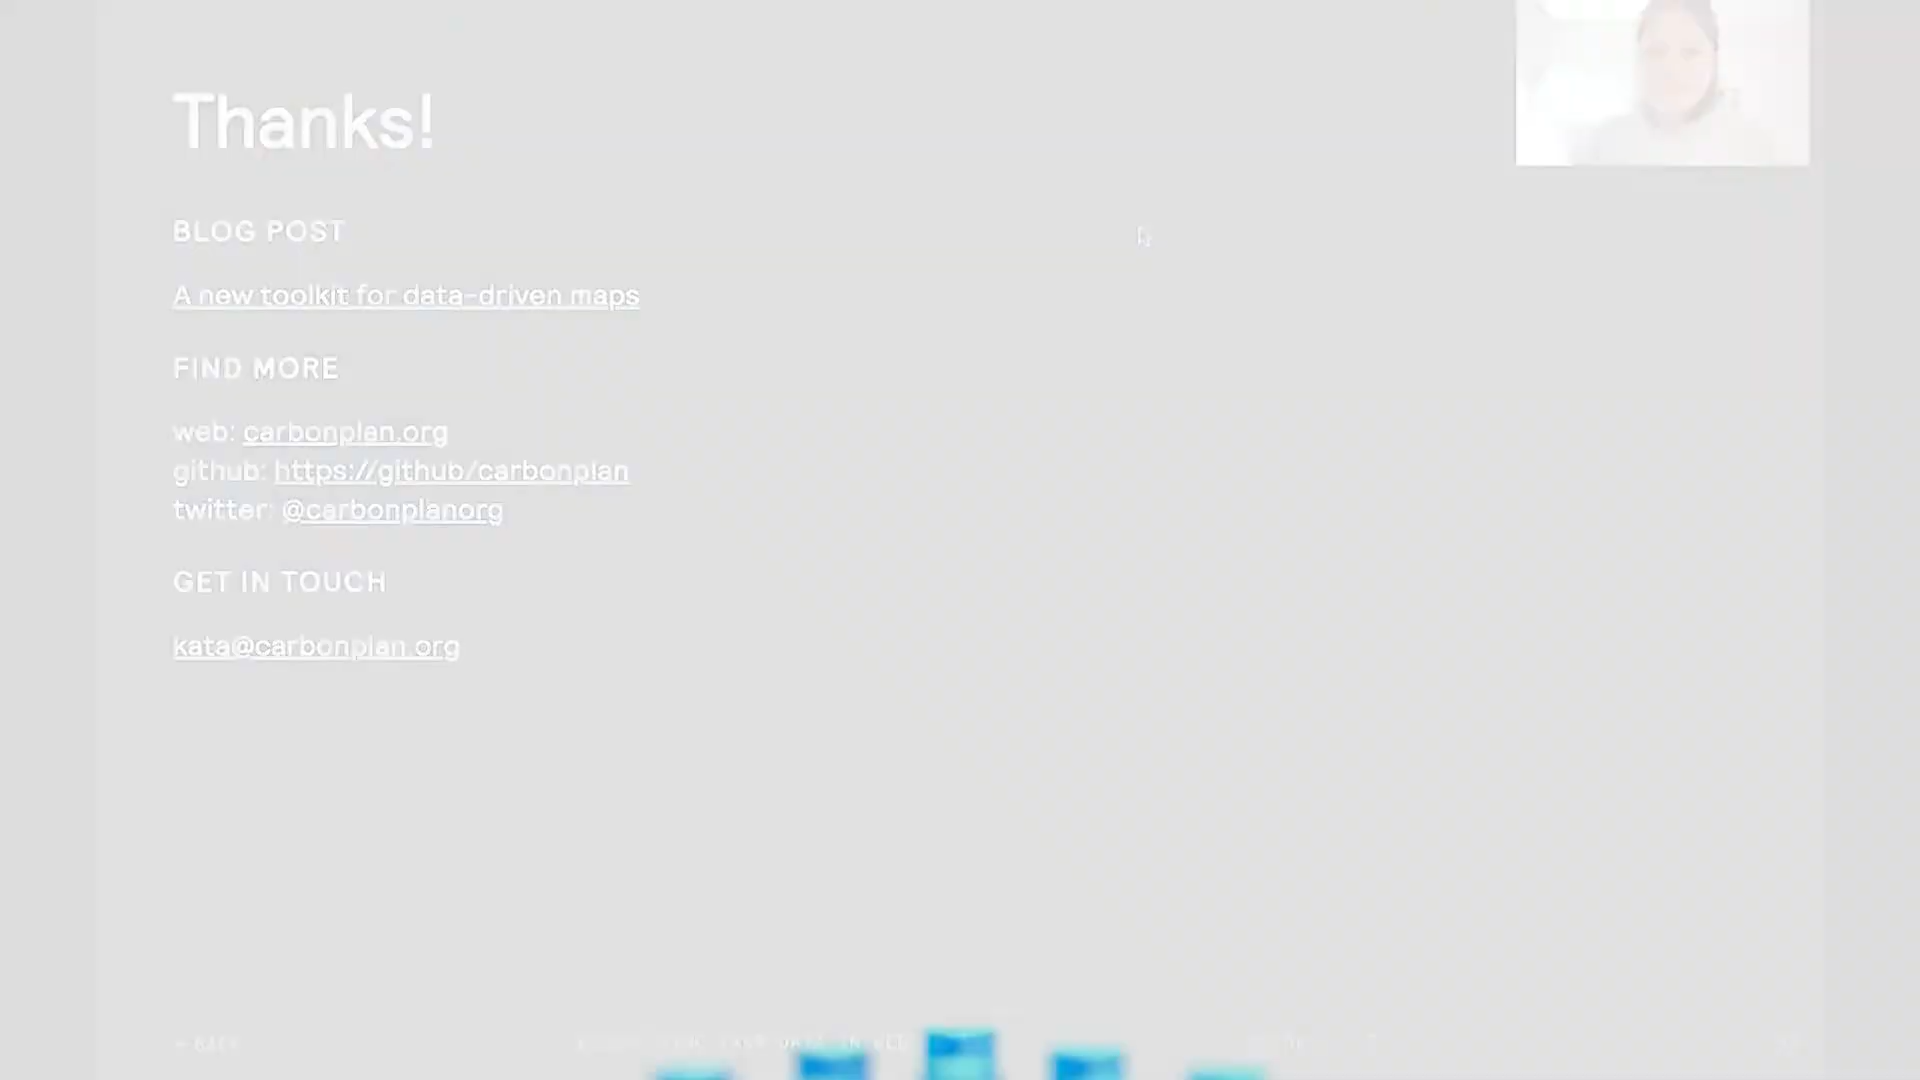 Thanks!
BLOG POST
A new toolkit for data-driven maps
FIND MORE
web: carbonplan.org
github: https://github/carbonplan
twitter: @carbonplanorg
GET IN TOUCH
kata@carbonplan.org
BACK